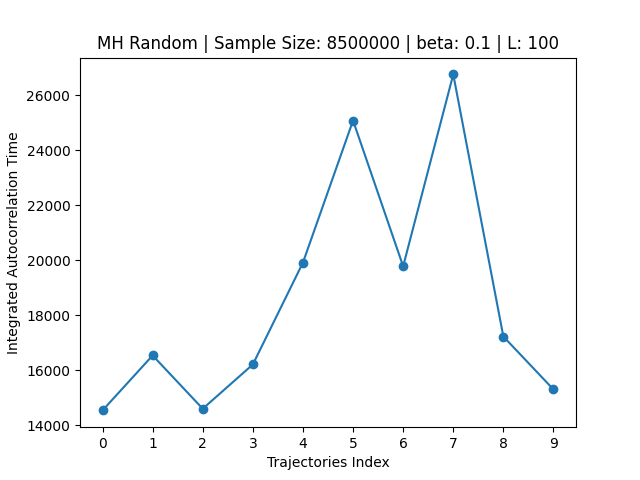 MH Random | Sample Size: 8500000 | beta: 0.1 | L: 100
Integrated Autocorrelation Time
26000
24000
22000
20000
18000
16000
14000
0 1 2 3 4 5 6 7 8 9
Trajectories Index